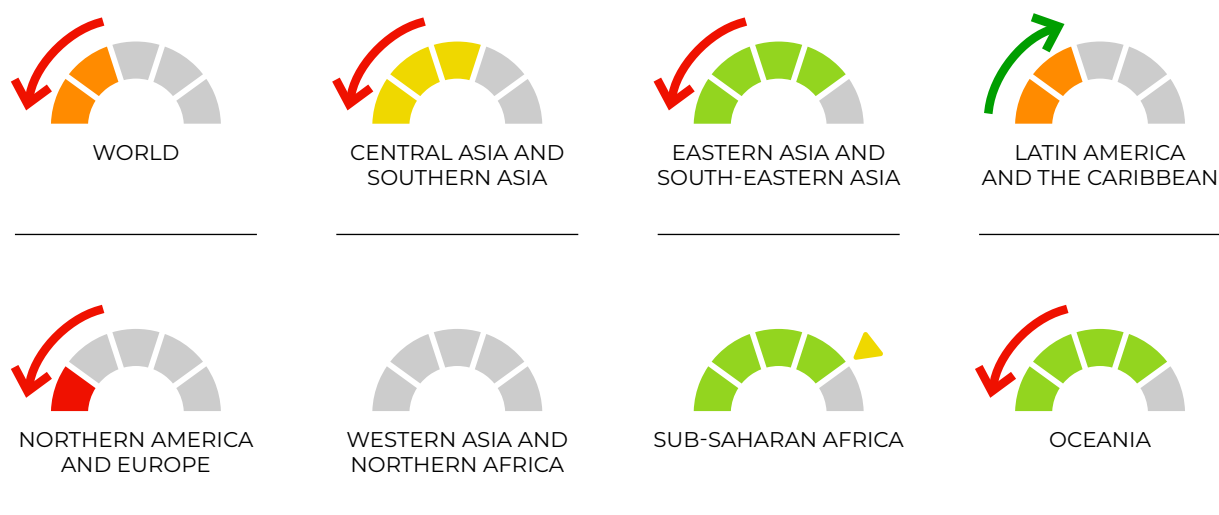 WORLD
CENTRAL ASIA AND
SOUTHERN ASIA
EASTERN ASIA AND
SOUTH-EASTERN ASIA
LATIN AMERICA
AND THE CARIBBEAN
NORTHERN AMERICA
AND EUROPE
WESTERN ASIA AND
NORTHERN AFRICA
SUB-SAHARAN AFRICA
OCEANIA